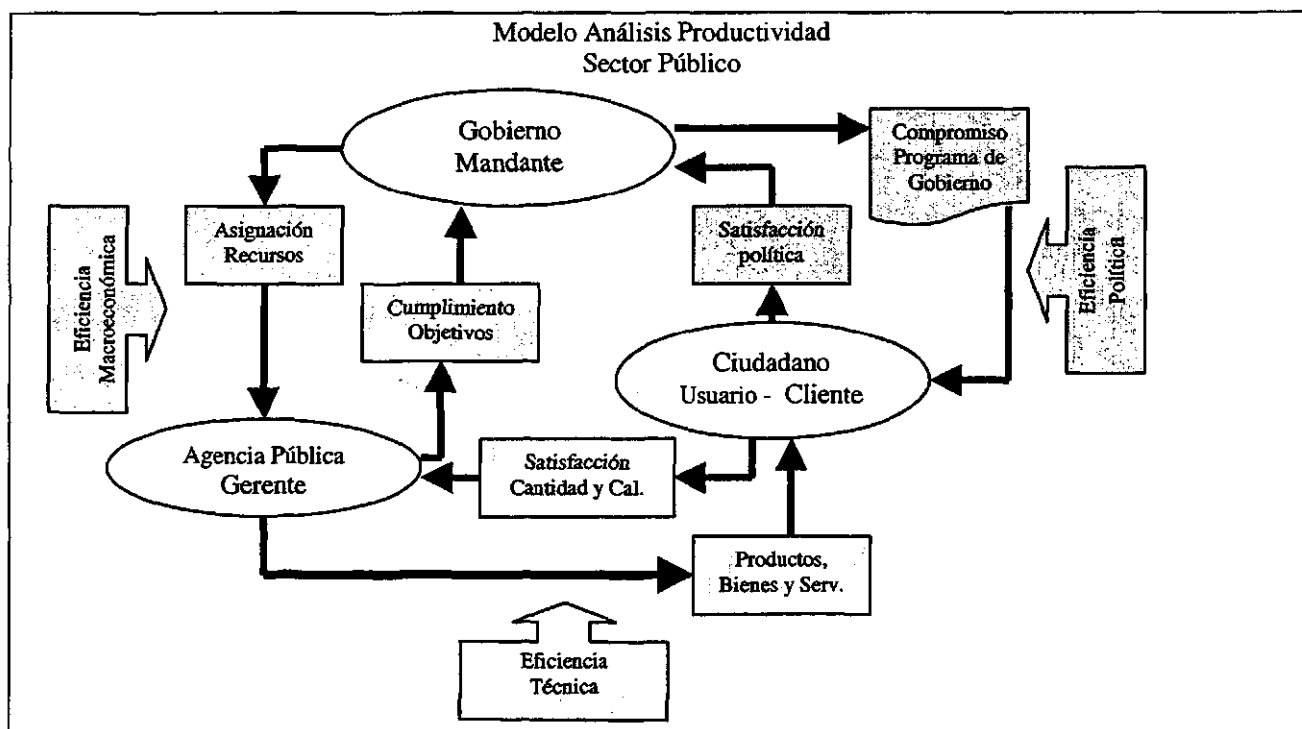 Modelo Análisis Productividad
Sector Público
Gobierno
Mandante
Compromiso
Programa de
Gobierno
Asignación
Recursos
Satisfacción
política
Eficiencia
Macroeconómica
Eficiencia
Política
Cumplimiento
Objetivos
Ciudadano
Usuario - Cliente
Agencia Pública
Gerente
Satisfacción
Cantidad y Cal.
Productos,
Bienes y Serv.
Eficiencia
Técnica